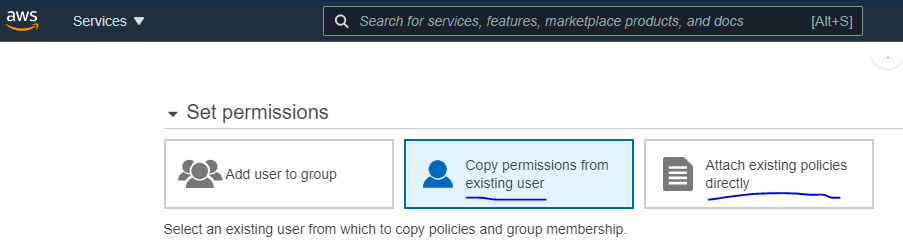 aws
Services
Search for services, features, marketplace products, and docs
[Alt+S]
Set permissions
Add user to group
Copy permissions from
existing user
Attach existing policies
directly
Select an existing user from which to copy policies and group membership.